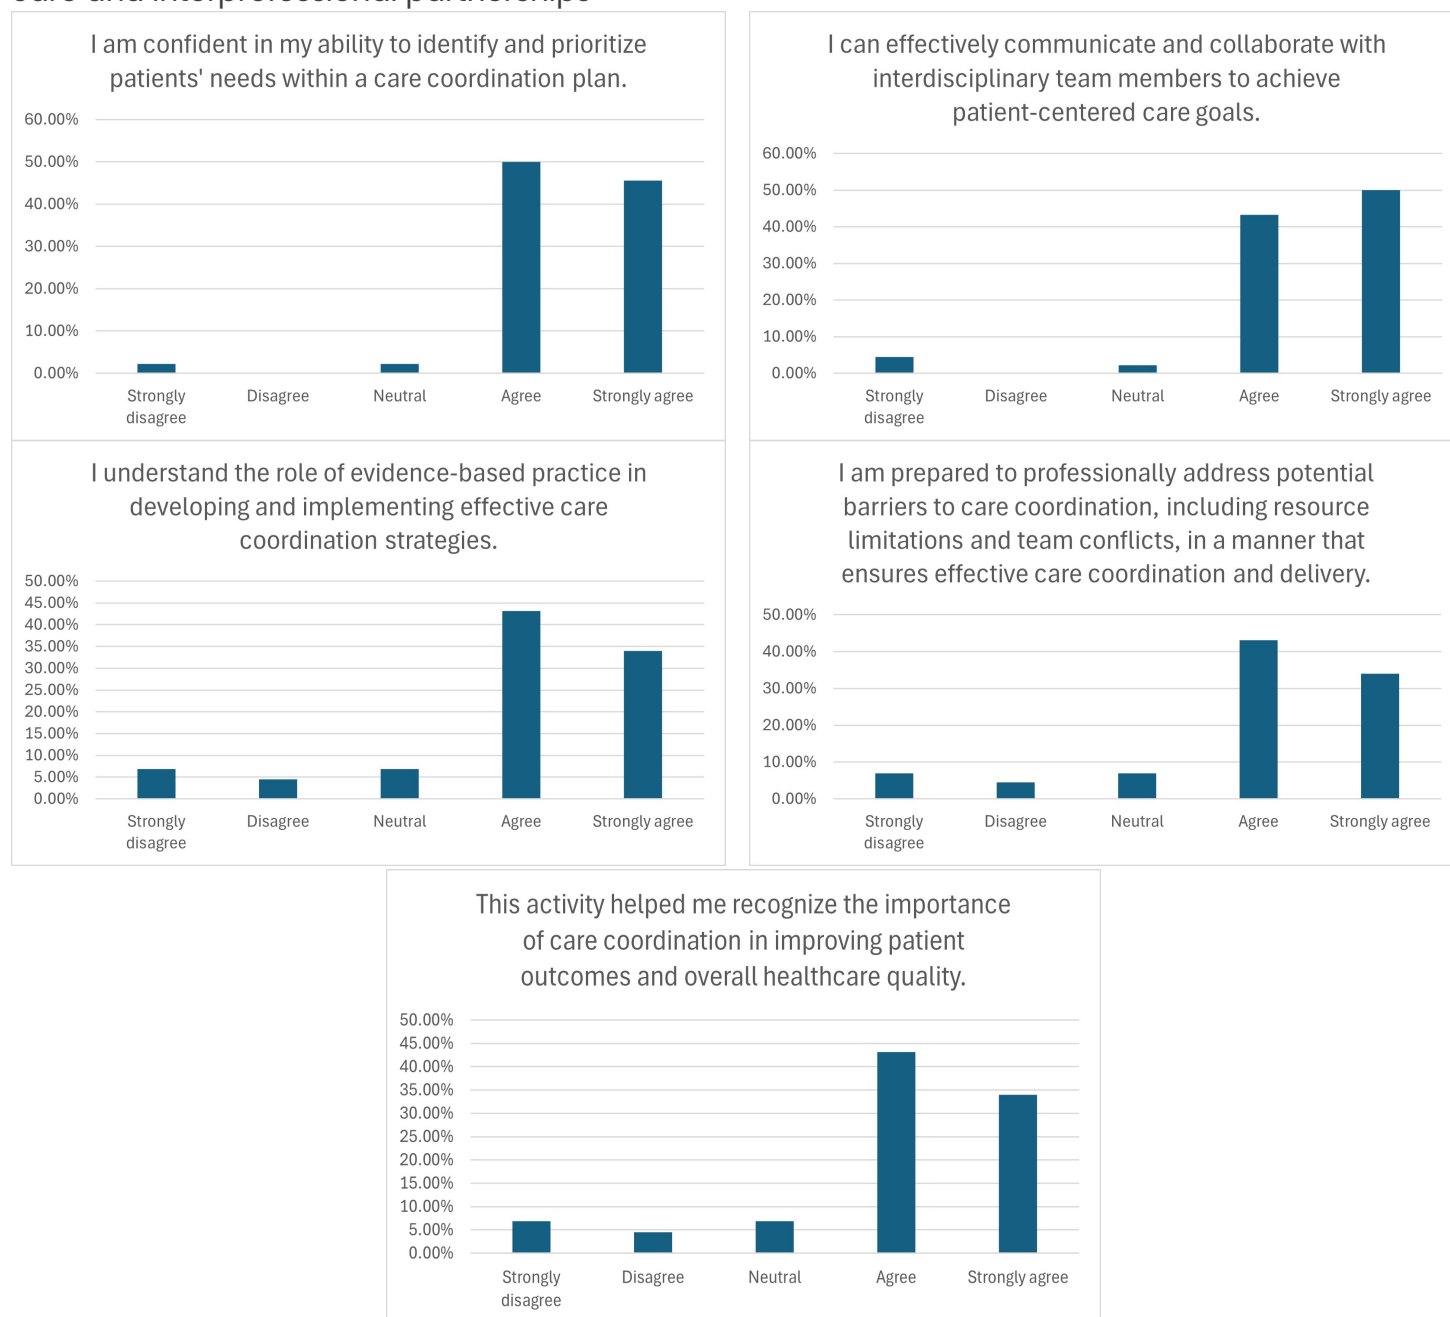 care and interprofessional partnerships
I am confident in my ability to identify and prioritize
patients' needs within a care coordination plan.
60.00%
50.00%
40.00%
30.00%
20.00%
10.00%
0.00%
Strongly disagree
Disagree
Neutral
Agree
Strongly agree
I can effectively communicate and collaborate with
interdisciplinary team members to achieve
patient-centered care goals.
60.00%
50.00%
40.00%
30.00%
20.00%
10.00%
0.00%
Strongly disagree
Disagree
Neutral
Agree
Strongly agree
I understand the role of evidence-based practice in
developing and implementing effective care
coordination strategies.
50.00%
45.00%
40.00%
35.00%
30.00%
25.00%
20.00%
15.00%
10.00%
5.00%
0.00%
Strongly disagree
Disagree
Neutral
Agree
Strongly agree
I am prepared to professionally address potential
barriers to care coordination, including resource
limitations and team conflicts, in a manner that
ensures effective care coordination and delivery.
50.00%
40.00%
30.00%
20.00%
10.00%
0.00%
Strongly disagree
Disagree
Neutral
Agree
Strongly agree
This activity helped me recognize the importance
of care coordination in improving patient
outcomes and overall healthcare quality.
50.00%
45.00%
40.00%
35.00%
30.00%
25.00%
20.00%
15.00%
10.00%
5.00%
0.00%
Strongly disagree
Disagree
Neutral
Agree
Strongly agree